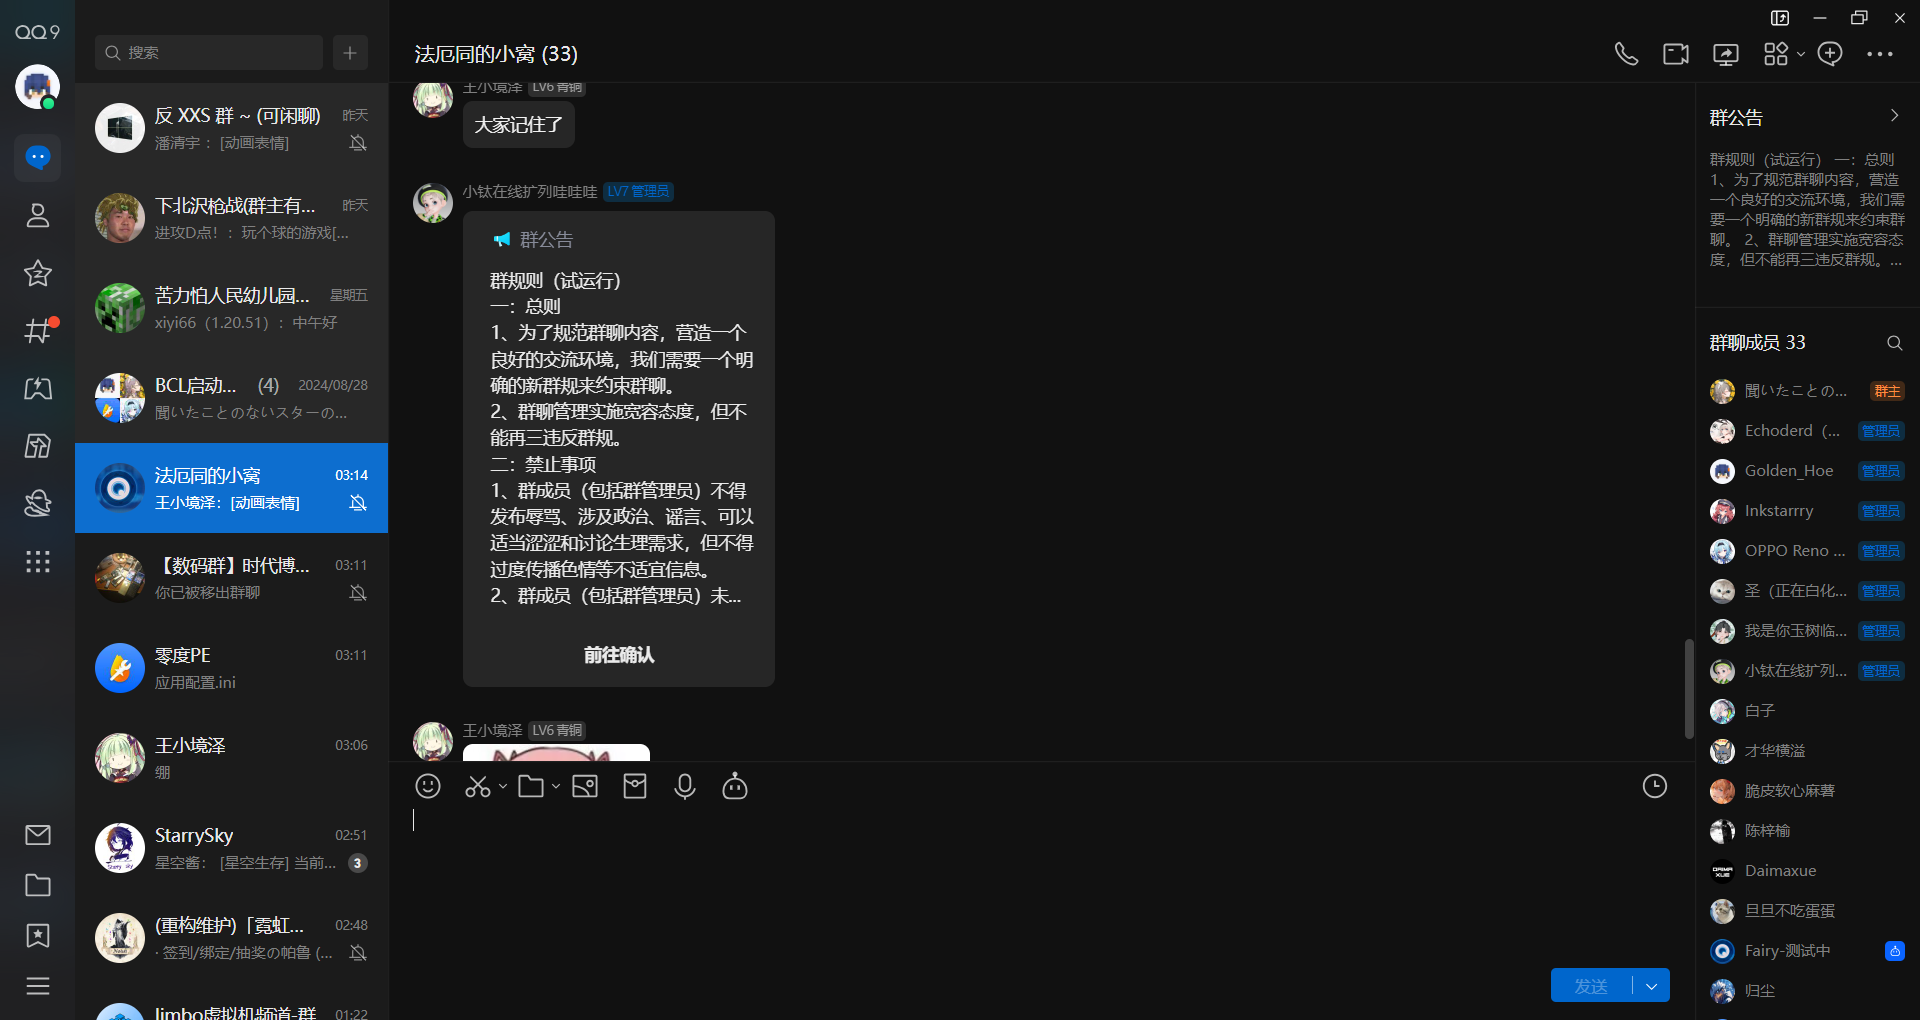 QQ9
搜索
反 XXS 群 ~ (可闲聊)
昨天
潘清宇： [动画表情]
下北沢枪战(群主有...
昨天
进攻D点！：玩个球的游戏[...
苦力怕人民幼儿园...
星期五
xiyi66（1.20.51）：中午好
BCL启动... (4)
2024/08/28
聞いたことのないスターの...
法厄同的小窝
03:14
王小境泽：[动画表情]
【数码群】时代博...
03:11
你已被移出群聊
零度PE
03:11
应用配置.ini
王小境泽
03:06
绷
StarrySky
02:51
星空酱： [星空生存] 当前...
3
(重构维护)「霓虹...
02:48
· 签到/绑定/抽奖の帕鲁 (...
limbo虚拟机频道-群
01:22
法厄同的小窝 (33)
王小境泽 LV6 青铜
大家记住了
小钛在线扩列哇哇哇 LV7 管理员
群公告
群规则（试运行）
一：总则
1、为了规范群聊内容，营造一个
良好的交流环境，我们需要一个明
确的新群规来约束群聊。
2、群聊管理实施宽容态度，但不
能再三违反群规。
二：禁止事项
1、群成员（包括群管理员）不得
发布辱骂、涉及政治、谣言、可以
适当涩涩和讨论生理需求，但不得
过度传播色情等不适宜信息。
2、群成员（包括群管理员）未...
前往确认
王小境泽 LV6 青铜
发送
群公告
群规则（试运行） 一：总则
1、为了规范群聊内容，营造
一个良好的交流环境，我们需
要一个明确的新群规来约束群
聊。 2、群聊管理实施宽容态
度，但不能再三违反群规。...
群聊成员 33
聞いたことの... 群主
Echoderd（... 管理员
Golden_Hoe 管理员
Inkstarrry 管理员
OPPO Reno ... 管理员
圣（正在白化... 管理员
我是你玉树临... 管理员
小钛在线扩列... 管理员
白子
才华横溢
脆皮软心麻薯
陈梓榆
Daimaxue
旦旦不吃蛋蛋
Fairy-测试中
归尘